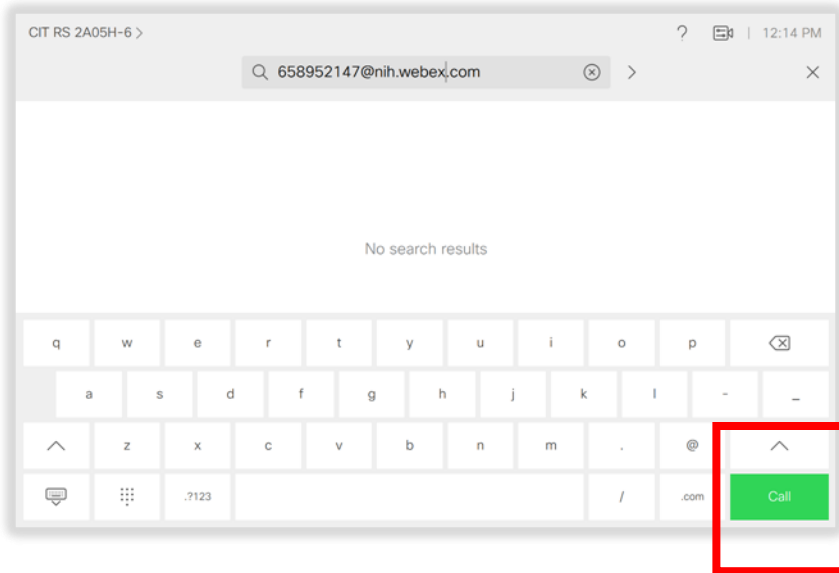 CIT RS 2A05H-6 > ? | 12:14 PM
658952147@nih.webex.com
No search results
q w e r t y u i o p
a s d f g h j k l - _
z x c v b n m . @
.?123 / .com Call